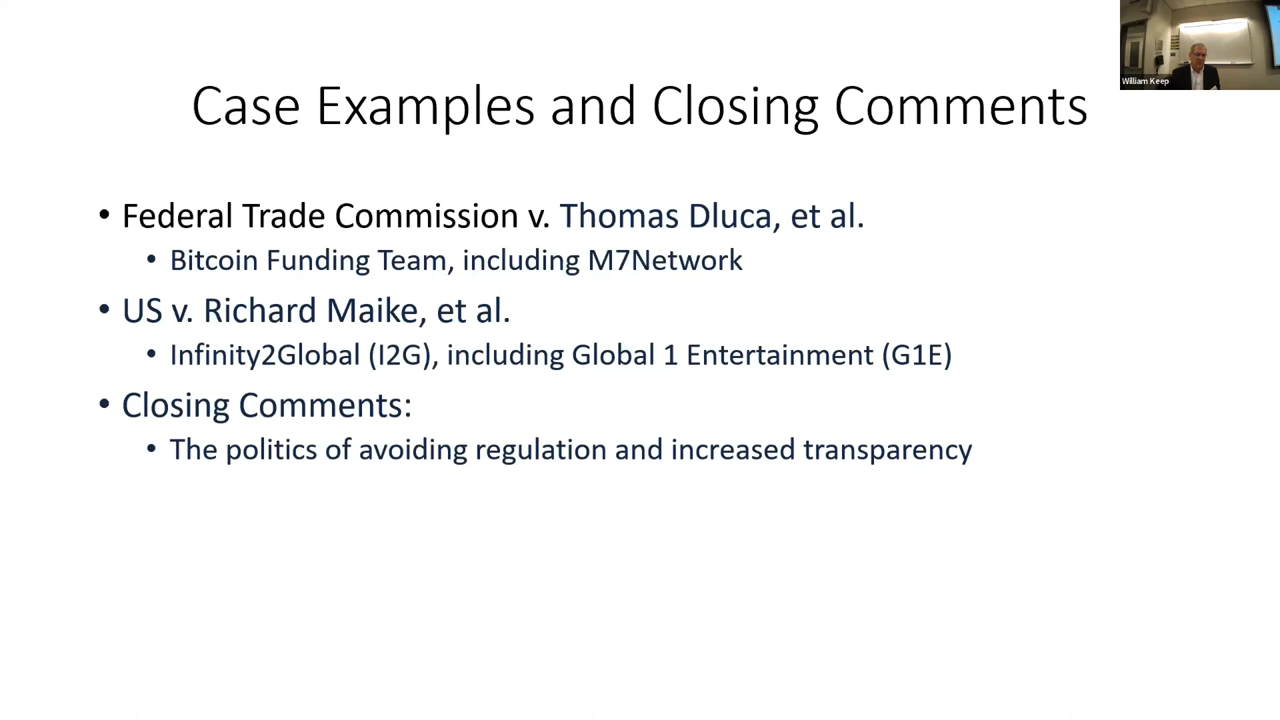 William Keep
Case Examples and Closing Comments
• Federal Trade Commission v. Thomas Dluca, et al.
• Bitcoin Funding Team, including M7Network
• US v. Richard Maike, et al.
• Infinity2Global (I2G), including Global 1 Entertainment (G1E)
• Closing Comments:
• The politics of avoiding regulation and increased transparency